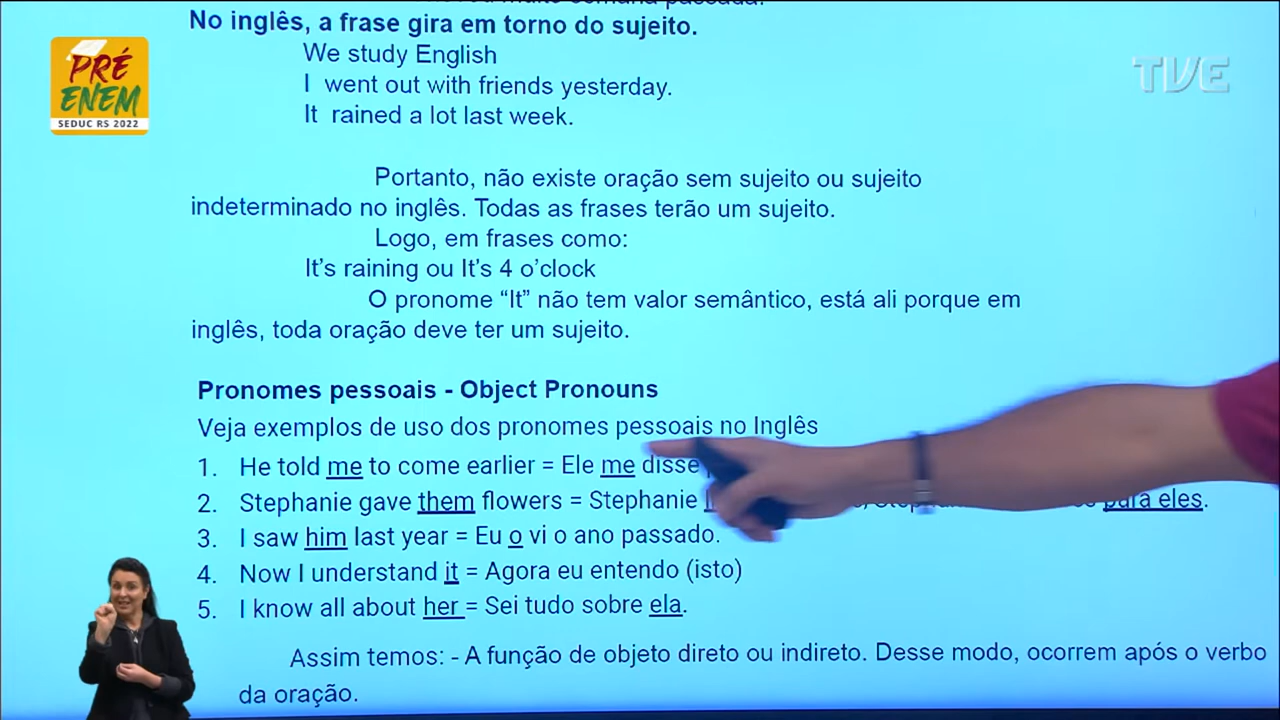 No inglês, a frase gira em torno do sujeito.
We study English
I went out with friends yesterday.
It rained a lot last week.
PRÉ
ENEM
SEDUC RS 2022
TVE
Portanto, não existe oração sem sujeito ou sujeito
indeterminado no inglês. Todas as frases terão um sujeito.
Logo, em frases como:
It's raining ou It's 4 o'clock
O pronome “It” não tem valor semântico, está ali porque em
inglês, toda oração deve ter um sujeito.
Pronomes pessoais - Object Pronouns
Veja exemplos de uso dos pronomes pessoais no Inglês
1. He told me to come earlier = Ele me disse
2. Stephanie gave them flowers = Stephanie para eles.
3. I saw him last year = Eu o vi o ano passado.
4. Now I understand it = Agora eu entendo (isto)
5. I know all about her = Sei tudo sobre ela.
Assim temos: - A função de objeto direto ou indireto. Desse modo, ocorrem após o verbo
da oração.